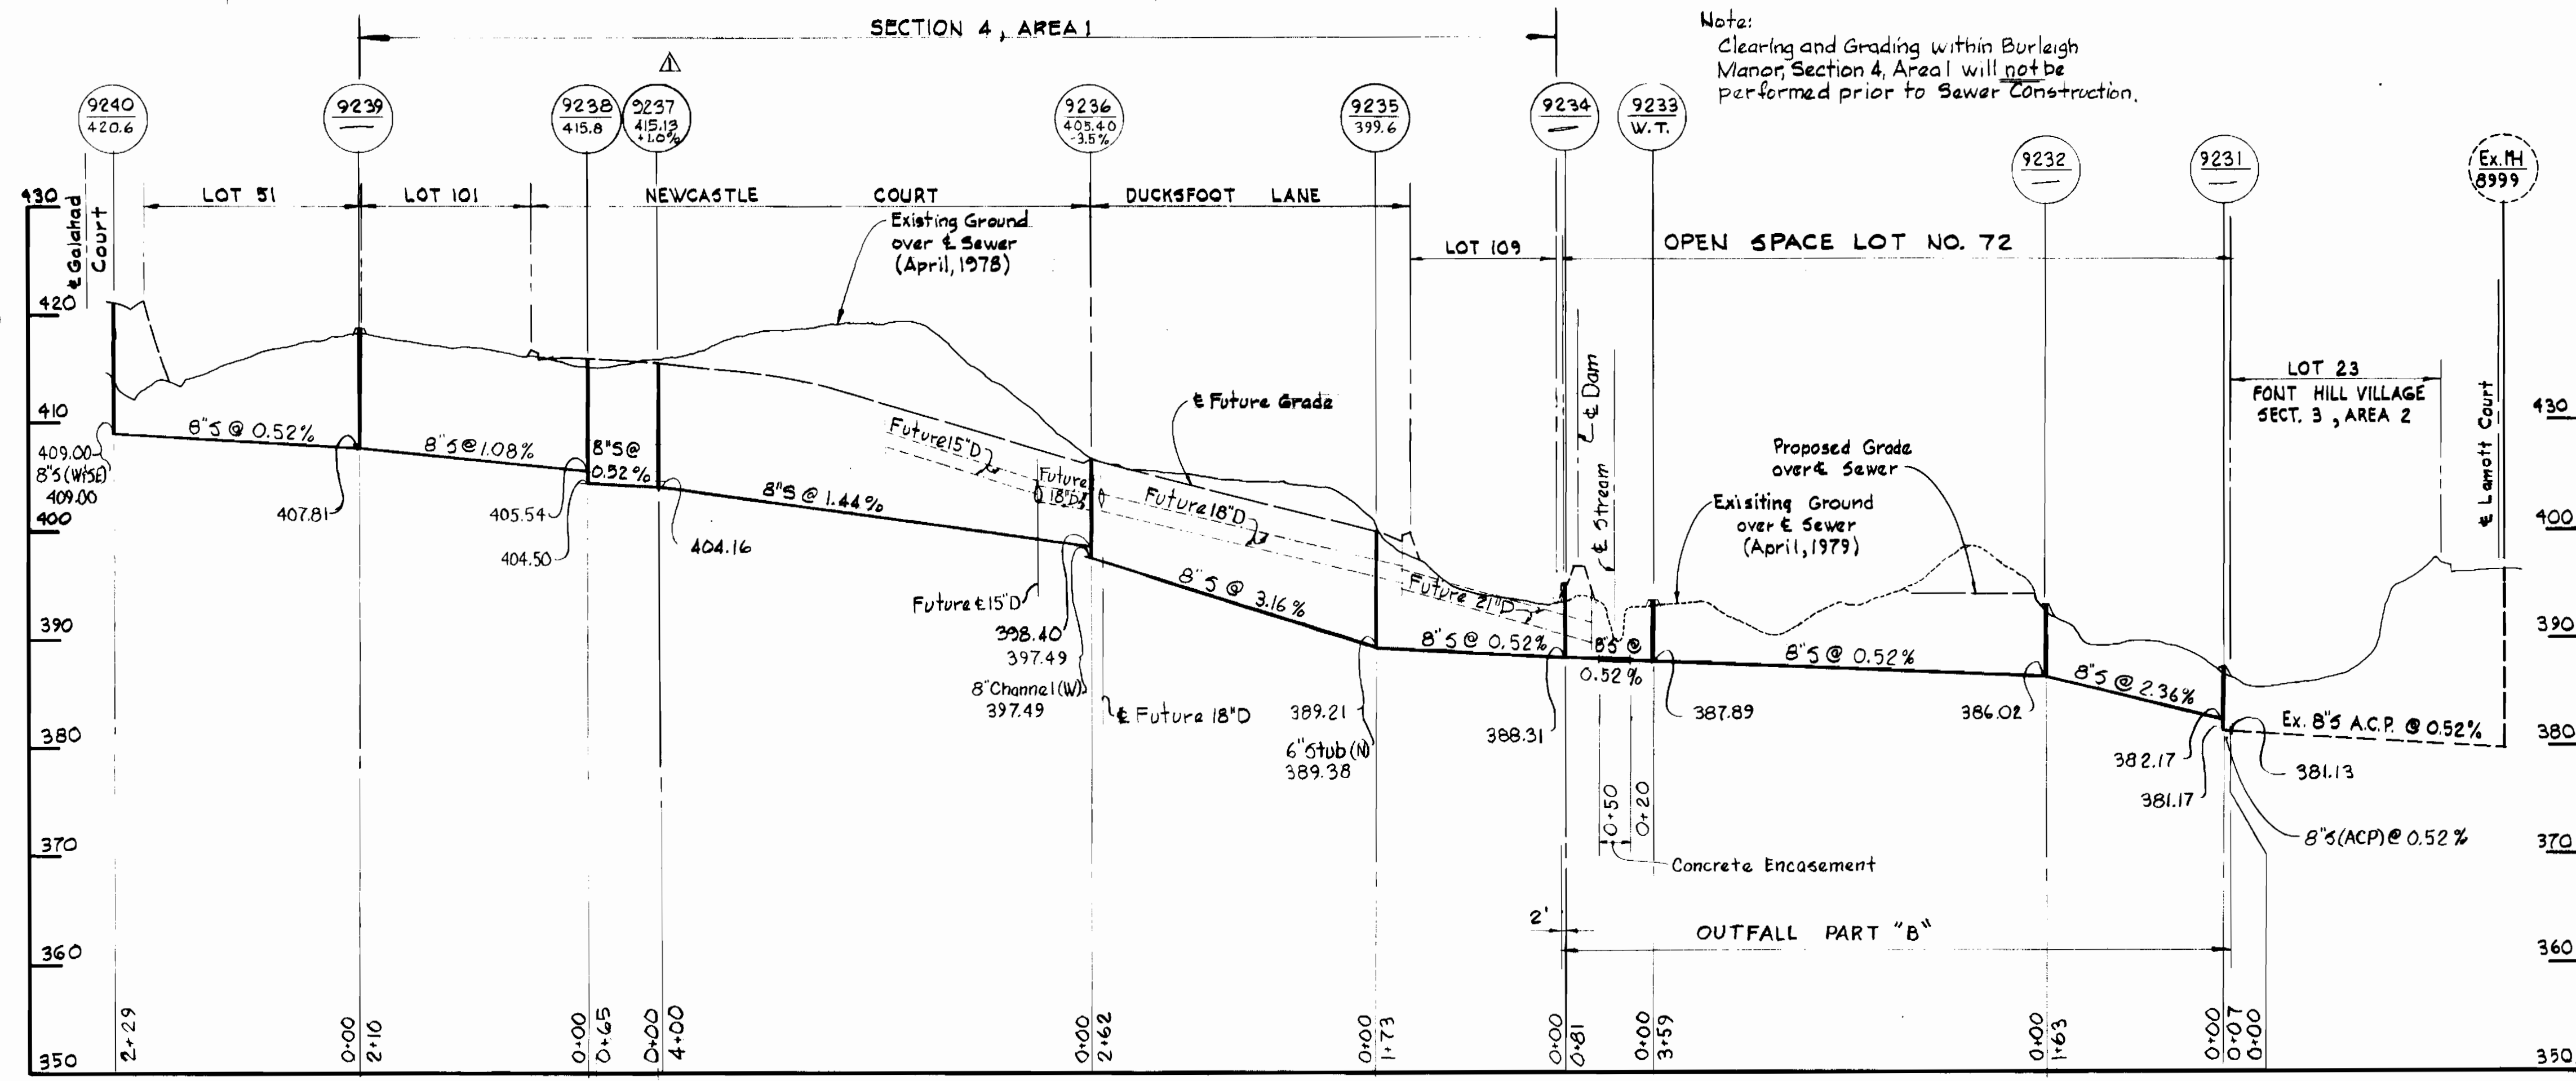 SECTION 4, AREA 1
Note:
Clearing and Grading within Burleigh
Manor, Section 4, Area 1 will not be
performed prior to Sewer Construction.
1
9240
420.6
9239
9238
415.8
9237
415.13
+1.0%
9236
405.40
-3.5%
9235
399.6
9234
9233
W.T.
9232
9231
Ex. MH
8999
℄ Galahad
Court
LOT 51
LOT 101
NEWCASTLE COURT
DUCKSFOOT LANE
LOT 109
OPEN SPACE LOT NO. 72
LOT 23
FONT HILL VILLAGE
SECT. 3, AREA 2
℄ Lamott Court
430
420
410
400
390
380
370
360
350
Existing Ground
over ℄ Sewer
(April, 1978)
℄ Future Grade
℄ Dam
℄ Stream
Proposed Grade
over ℄ Sewer
Exisiting Ground
over ℄ Sewer
(April, 1979)
8"S @ 0.52%
8"S @ 1.08%
8"S @
0.52%
8"S @ 1.44%
8"S @ 3.16%
8"S @ 0.52%
8"S @
0.52%
8"S @ 0.52%
8"S @ 2.36%
Ex. 8"S A.C.P. @ 0.52%
Future 15"D
Future
18"D
Future 18"D
Future 21"D
409.00
8"S (W&E)
409.00
407.81
405.54
404.50
404.16
Future ℄ 15"D
398.40
397.49
8" Channel (W)
397.49
℄ Future 18"D
389.21
6" Stub (N)
389.38
388.31
387.89
386.02
382.17
381.17
381.13
8"S (ACP) @ 0.52%
0+50
0+20
Concrete Encasement
2'
OUTFALL PART "B"
430
400
390
380
370
360
350
2+29
0+00
2+10
0+00
0+65
0+00
4+00
0+00
2+62
0+00
1+73
0+00
0+81
0+00
3+59
0+00
1+63
0+00
0+07
0+00